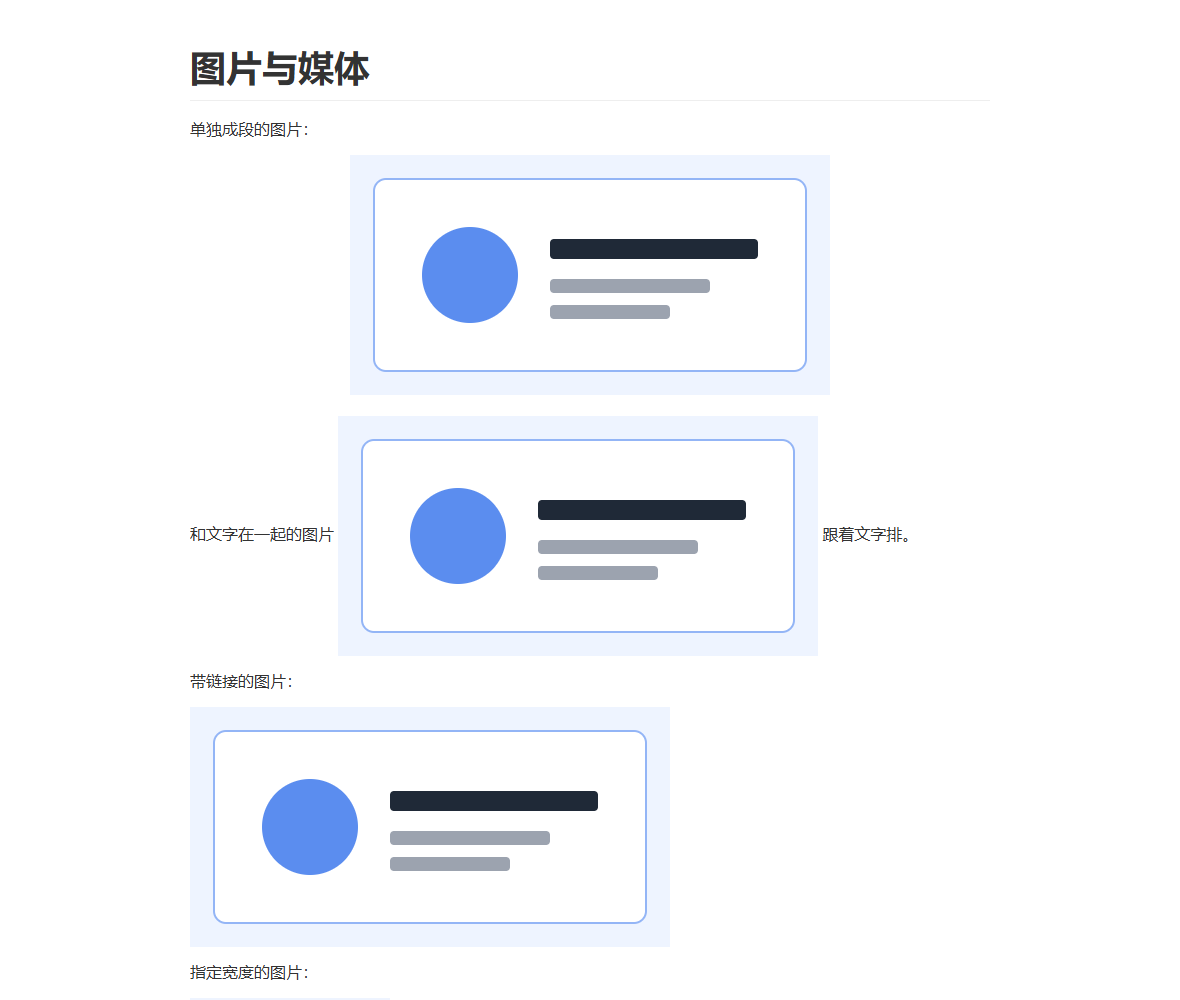 图片与媒体
单独成段的图片：
和文字在一起的图片 跟着文字排。
带链接的图片：
指定宽度的图片：